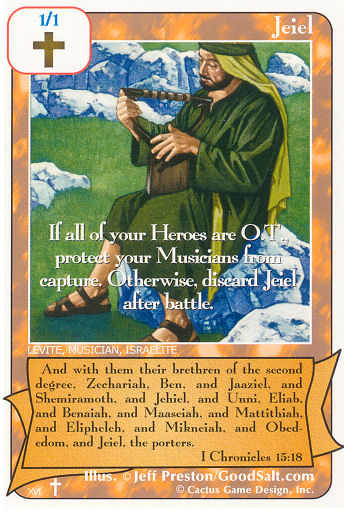 1/1
Jeiel
If all of your Heroes are O.T.,
protect your Musicians from
capture. Otherwise, discard Jeiel
after battle.
LEVITE, MUSICIAN, ISRAELITE
And with them their brethren of the second
degree, Zechariah, Ben, and Jaaziel, and
Shemiramoth, and Jehiel, and Unni, Eliab,
and Benaiah, and Maaseiah, and Mattithiah,
and Elipheleh, and Mikneiah, and Obed-
edom, and Jeiel, the porters.
I Chronicles 15:18
Illus. © Jeff Preston/GoodSalt.com
XVI
© Cactus Game Design, Inc.